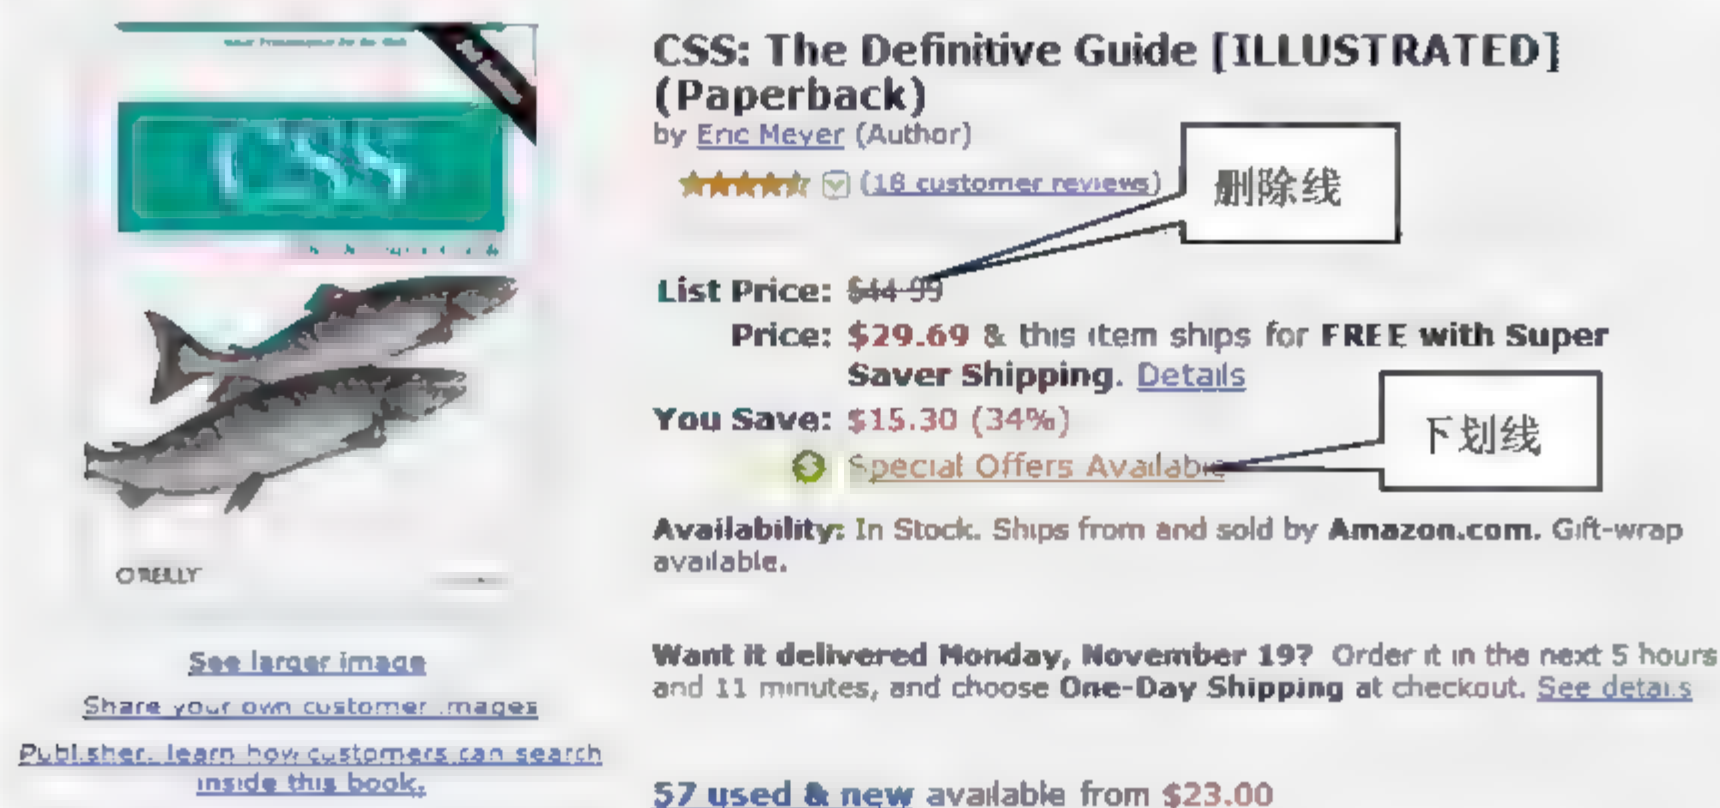 CSS
O'REILLY
See larger image
Share your own customer images
Publisher: learn how customers can search
inside this book.
CSS: The Definitive Guide [ILLUSTRATED]
(Paperback)
by Eric Meyer (Author)
(18 customer reviews)
删除线
List Price: $44.99
Price: $29.69 & this item ships for FREE with Super
Saver Shipping. Details
You Save: $15.30 (34%)
Special Offers Available
下划线
Availability: In Stock. Ships from and sold by Amazon.com. Gift-wrap
available.
Want it delivered Monday, November 19? Order it in the next 5 hours
and 11 minutes, and choose One-Day Shipping at checkout. See details
57 used & new available from $23.00